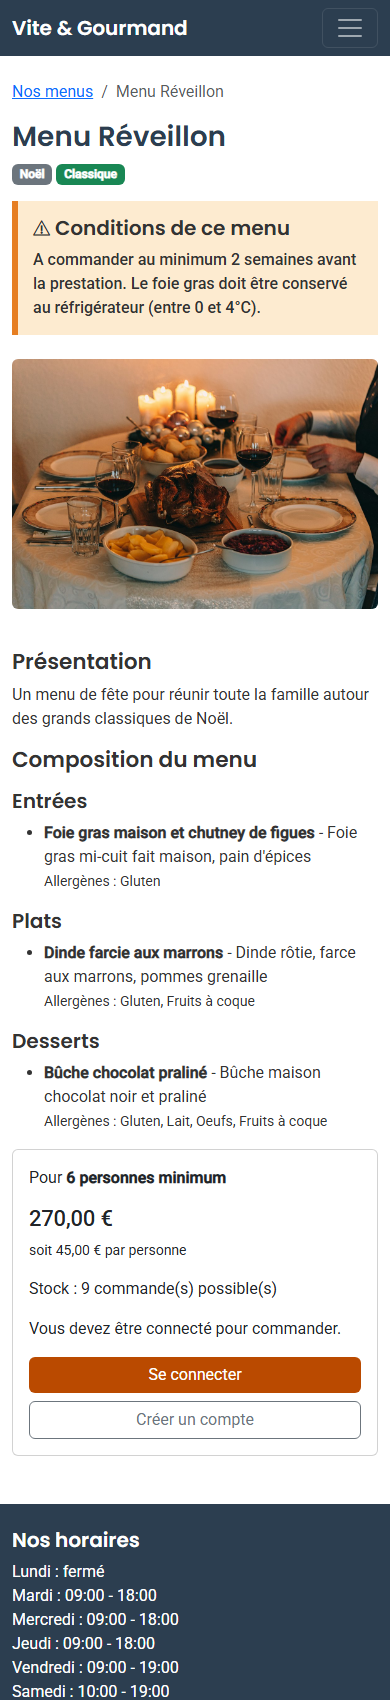 Vite & Gourmand
Nos menus / Menu Réveillon
Menu Réveillon
Noël Classique
⚠ Conditions de ce menu
A commander au minimum 2 semaines avant
la prestation. Le foie gras doit être conservé
au réfrigérateur (entre 0 et 4°C).
Présentation
Un menu de fête pour réunir toute la famille autour
des grands classiques de Noël.
Composition du menu
Entrées
• Foie gras maison et chutney de figues - Foie
gras mi-cuit fait maison, pain d'épices
Allergènes : Gluten
Plats
• Dinde farcie aux marrons - Dinde rôtie, farce
aux marrons, pommes grenaille
Allergènes : Gluten, Fruits à coque
Desserts
• Bûche chocolat praliné - Bûche maison
chocolat noir et praliné
Allergènes : Gluten, Lait, Oeufs, Fruits à coque
Pour 6 personnes minimum
270,00 €
soit 45,00 € par personne
Stock : 9 commande(s) possible(s)
Vous devez être connecté pour commander.
Se connecter
Créer un compte
Nos horaires
Lundi : fermé
Mardi : 09:00 - 18:00
Mercredi : 09:00 - 18:00
Jeudi : 09:00 - 18:00
Vendredi : 09:00 - 19:00
Samedi : 10:00 - 19:00